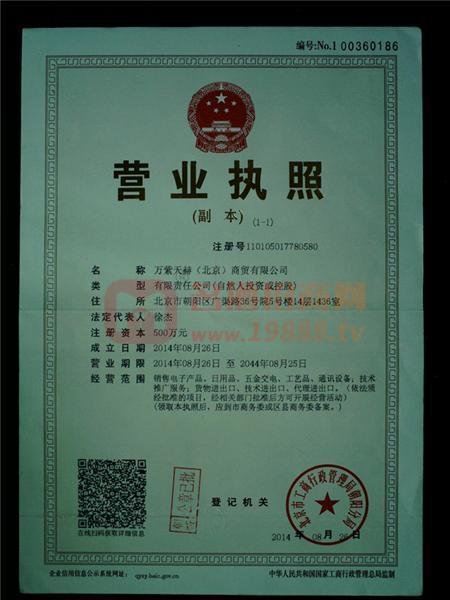 编号:No.1 00360186
营业执照
(副 本) (1-1)
注册号110105017780580
名称 万紫天赫（北京）商贸有限公司
类型 有限责任公司(自然人投资或控股)
住所 北京市朝阳区广渠路36号院5号楼14层1436室
法定代表人 徐杰
注册资本 500万元
成立日期 2014年08月26日
营业期限 2014年08月26日 至 2044年08月25日
经营范围 销售电子产品、日用品、五金交电、工艺品、通讯设备；技术
推广服务；货物进出口、技术进出口、代理进出口。（依法须
经批准的项目，经相关部门批准后方可开展经营活动）
(领取本执照后，应到市商务委或区县商务委备案。)
www.19888.tv
在线扫码获取详细信息
登记机关
北京市工商行政管理局朝阳分局
2014 年 08月 26日
企业信用信息公示系统网址： qyxy.baic.gov.cn
中华人民共和国国家工商行政管理总局监制